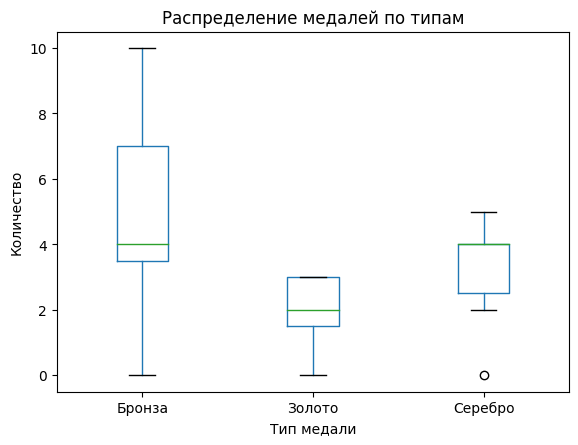 Распределение медалей по типам
Количество
10
8
6
4
2
0
Бронза Золото Серебро
Тип медали